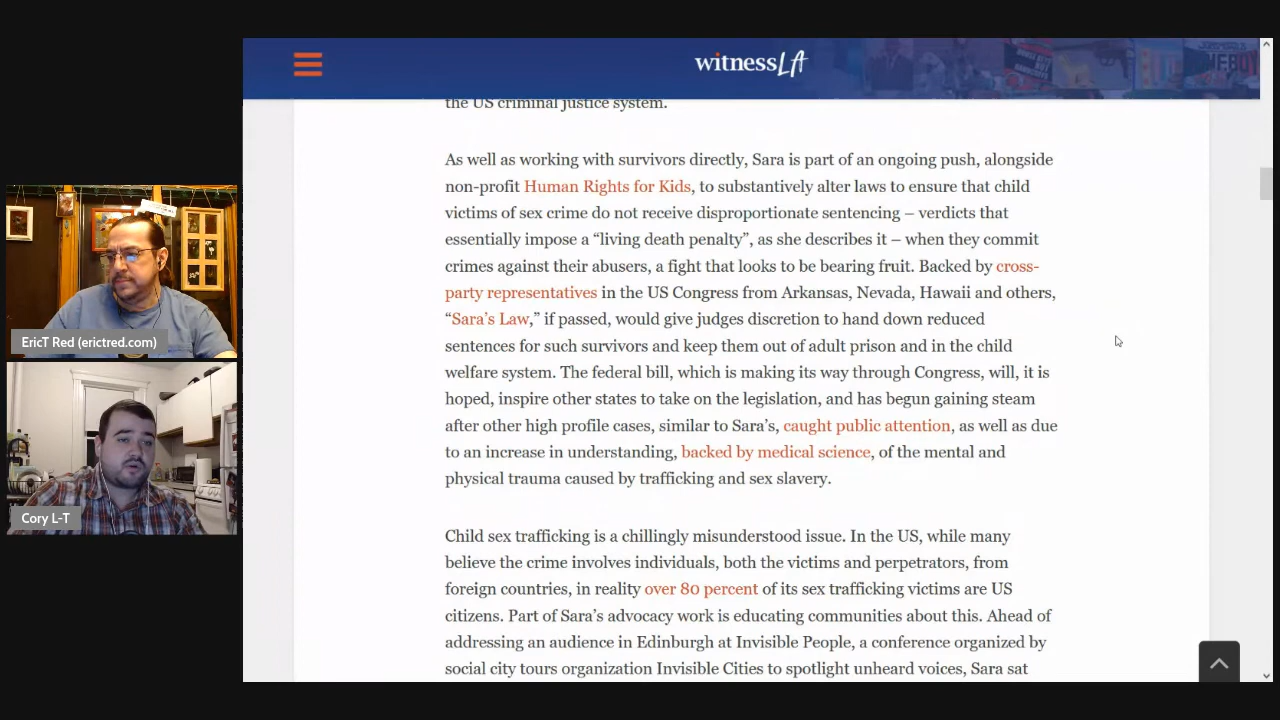 witnessLA
the US criminal justice system.
As well as working with survivors directly, Sara is part of an ongoing push, alongside
non-profit Human Rights for Kids, to substantively alter laws to ensure that child
victims of sex crime do not receive disproportionate sentencing – verdicts that
essentially impose a “living death penalty”, as she describes it – when they commit
crimes against their abusers, a fight that looks to be bearing fruit. Backed by cross-
party representatives in the US Congress from Arkansas, Nevada, Hawaii and others,
“Sara’s Law,” if passed, would give judges discretion to hand down reduced
sentences for such survivors and keep them out of adult prison and in the child
welfare system. The federal bill, which is making its way through Congress, will, it is
hoped, inspire other states to take on the legislation, and has begun gaining steam
after other high profile cases, similar to Sara’s, caught public attention, as well as due
to an increase in understanding, backed by medical science, of the mental and
physical trauma caused by trafficking and sex slavery.
Child sex trafficking is a chillingly misunderstood issue. In the US, while many
believe the crime involves individuals, both the victims and perpetrators, from
foreign countries, in reality over 80 percent of its sex trafficking victims are US
citizens. Part of Sara’s advocacy work is educating communities about this. Ahead of
addressing an audience in Edinburgh at Invisible People, a conference organized by
social city tours organization Invisible Cities to spotlight unheard voices, Sara sat
EricT Red (erictred.com)
Cory L-T